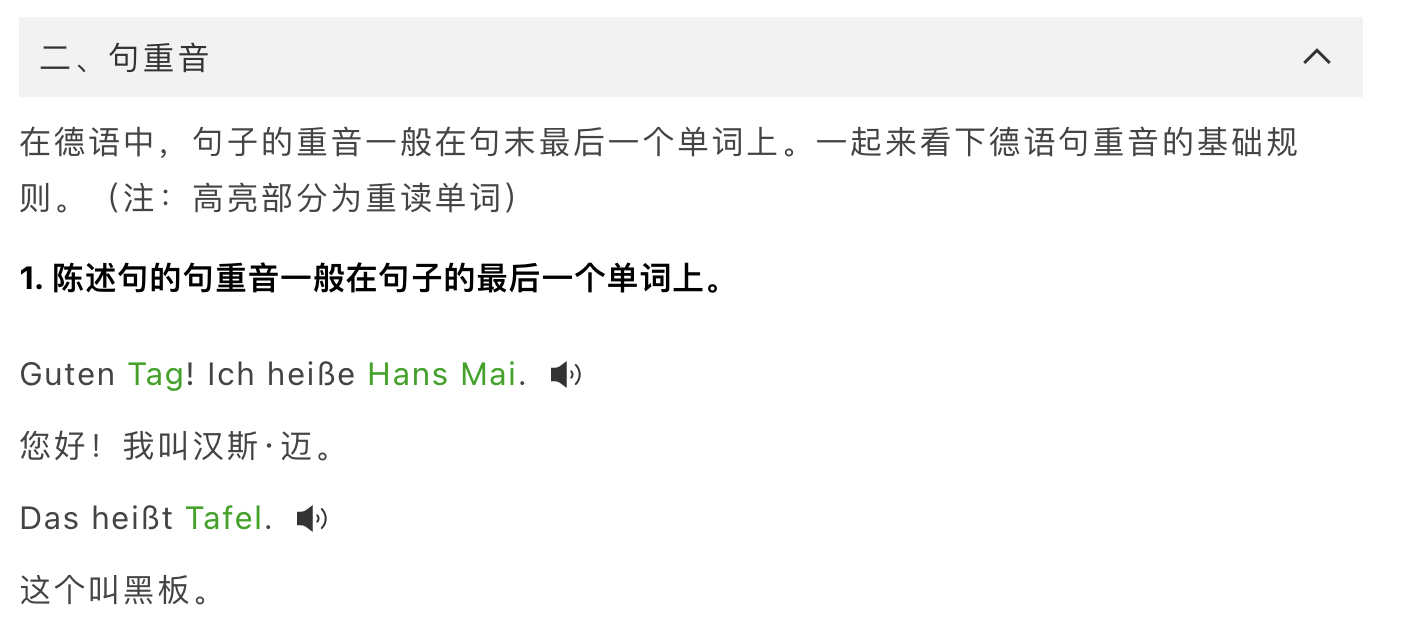 二、句重音
在德语中，句子的重音一般在句末最后一个单词上。一起来看下德语句重音的基础规
则。（注：高亮部分为重读单词）
1. 陈述句的句重音一般在句子的最后一个单词上。
Guten Tag! Ich heiße Hans Mai.
您好！我叫汉斯·迈。
Das heißt Tafel.
这个叫黑板。